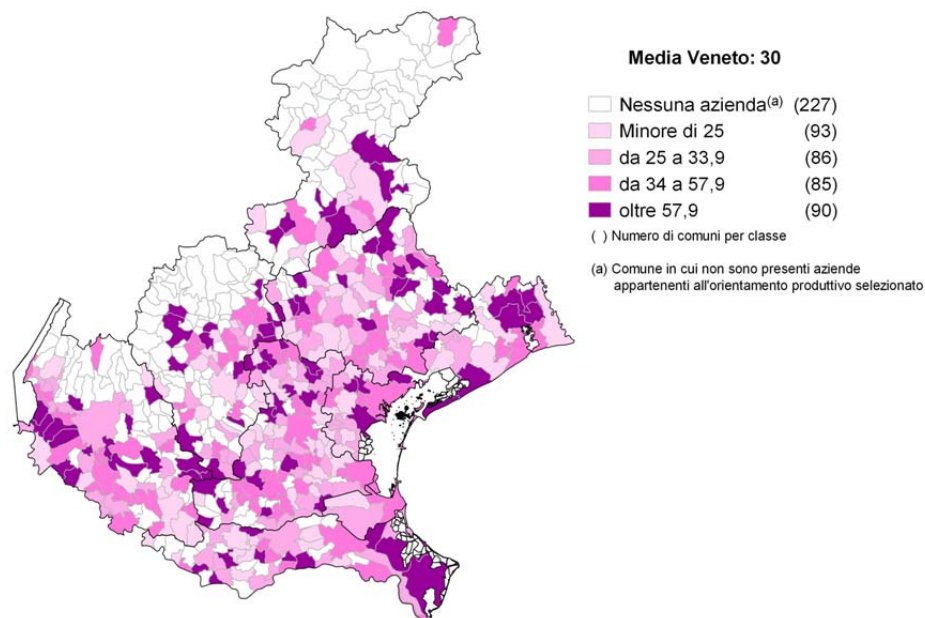 Media Veneto: 30
Nessuna azienda(a) (227)
Minore di 25 (93)
da 25 a 33,9 (86)
da 34 a 57,9 (85)
oltre 57,9 (90)
( ) Numero di comuni per classe
(a) Comune in cui non sono presenti aziende
appartenenti all'orientamento produttivo selezionato